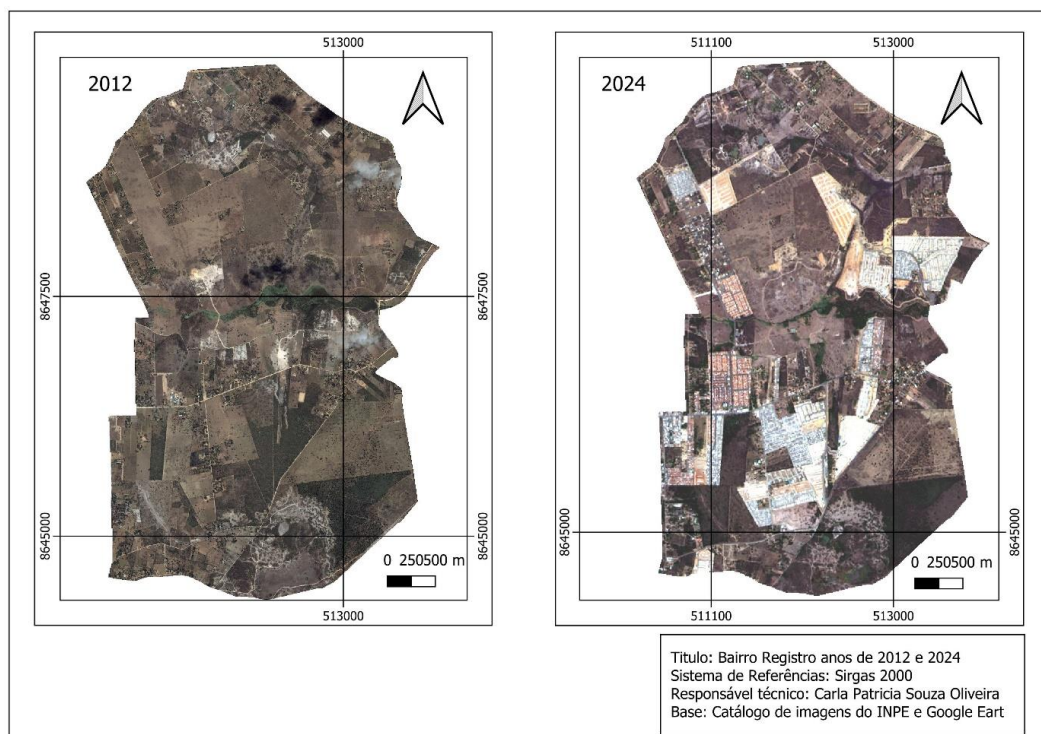 513000
2012
8647500
8647500
8645000
8645000
0 250500 m
513000
511100
513000
2024
8647500
8645000
0 250500 m
511100
513000
Titulo: Bairro Registro anos de 2012 e 2024
Sistema de Referências: Sirgas 2000
Responsável técnico: Carla Patricia Souza Oliveira
Base: Catálogo de imagens do INPE e Google Eart